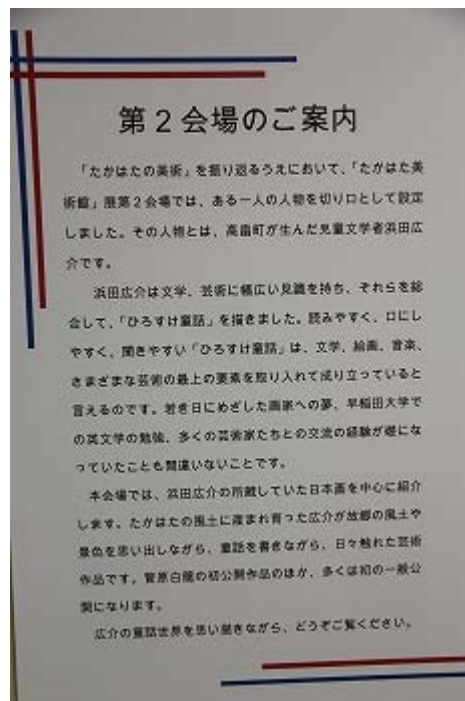 第2会場のご案内
「たかはたの美術」を振り返るうえにおいて、「たかはた美
術館」展第2会場では、ある一人の人物を切り口として設定
しました。その人物とは、高畠町が生んだ児童文学者浜田広
介です。
浜田広介は文学、芸術に幅広い見識を持ち、それらを総
合して、「ひろすけ童話」を描きました。読みやすく、口にし
やすく、聞きやすい「ひろすけ童話」は、文学、絵画、音楽、
さまざまな芸術の最上の要素を取り入れて成り立っていると
言えるのです。若き日にめざした画家への夢、早稲田大学で
の英文学の勉強、多くの芸術家たちとの交流の経験が礎にな
っていたことも間違いないことです。
本会場では、浜田広介の所蔵していた日本画を中心に紹介
します。たかはたの風土に産まれ育った広介が故郷の風土や
景色を思い出しながら、童話を書きながら、日々触れた芸術
作品です。菅原白龍の初公開作品のほか、多くは初の一般公
開になります。
広介の童話世界を思い描きながら、どうぞご覧ください。